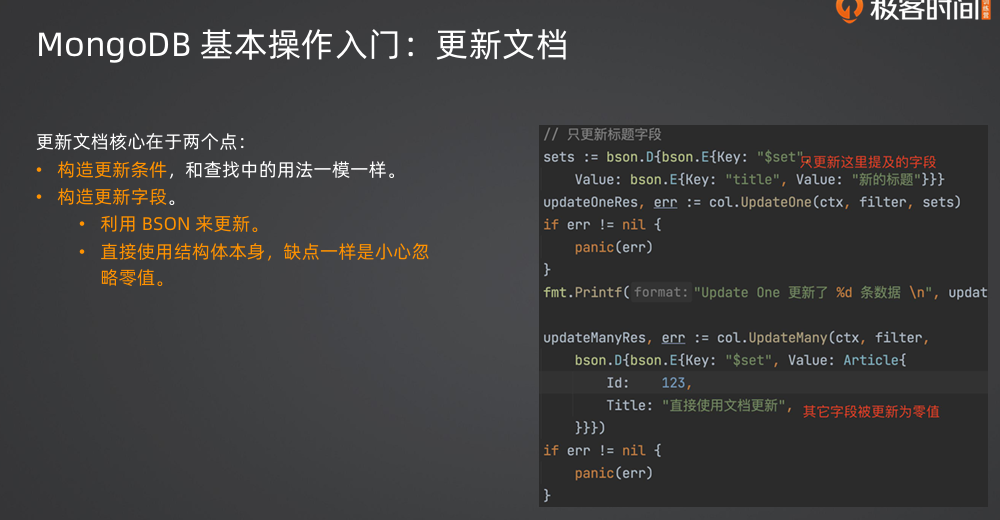 极客时间
训练营
MongoDB 基本操作入门：更新文档
更新文档核心在于两个点：
• 构造更新条件，和查找中的用法一模一样。
• 构造更新字段。
• 利用 BSON 来更新。
• 直接使用结构体本身，缺点一样是小心忽
略零值。
// 只更新标题字段
sets := bson.D{bson.E{Key: "$set",
只更新这里提及的字段
Value: bson.E{Key: "title", Value: "新的标题"}}}
updateOneRes, err := col.UpdateOne(ctx, filter, sets)
if err != nil {
panic(err)
}
fmt.Printf( format: "Update One 更新了 %d 条数据 \n", updat
updateManyRes, err := col.UpdateMany(ctx, filter,
bson.D{bson.E{Key: "$set", Value: Article{
Id: 123,
Title: "直接使用文档更新",
其它字段被更新为零值
}}})
if err != nil {
panic(err)
}